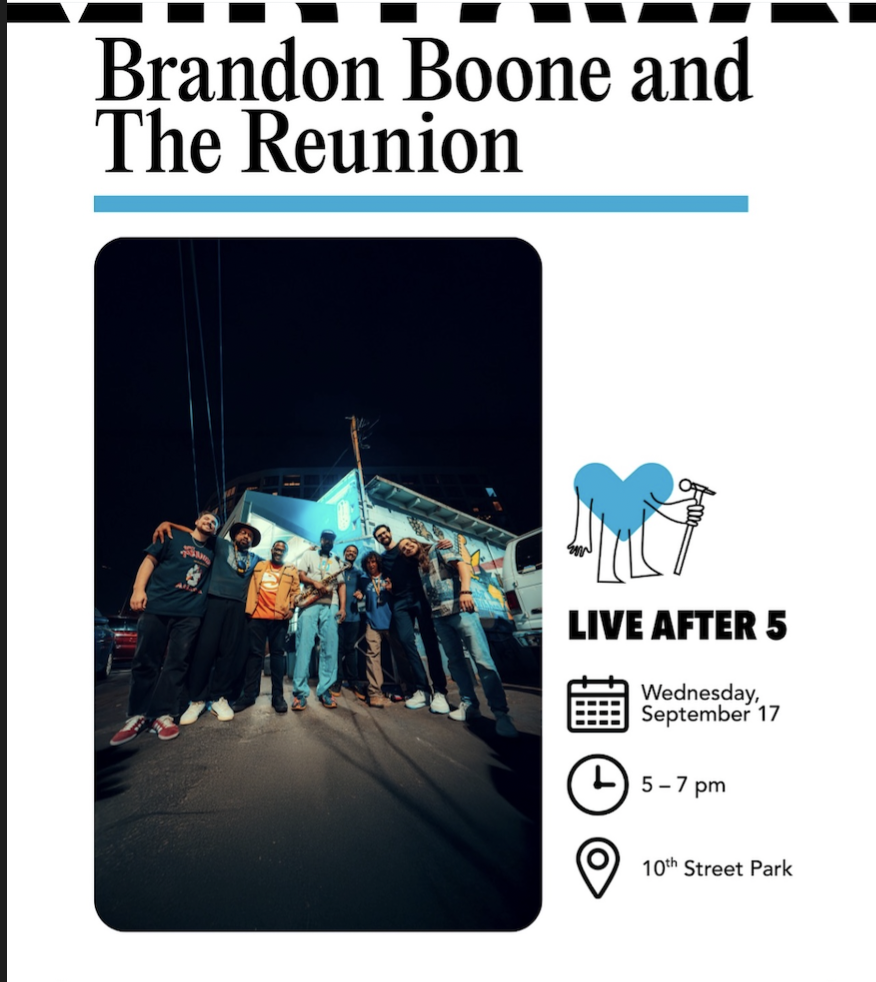 Brandon Boone and
The Reunion
LIVE AFTER 5
Wednesday,
September 17
5 – 7 pm
10th Street Park